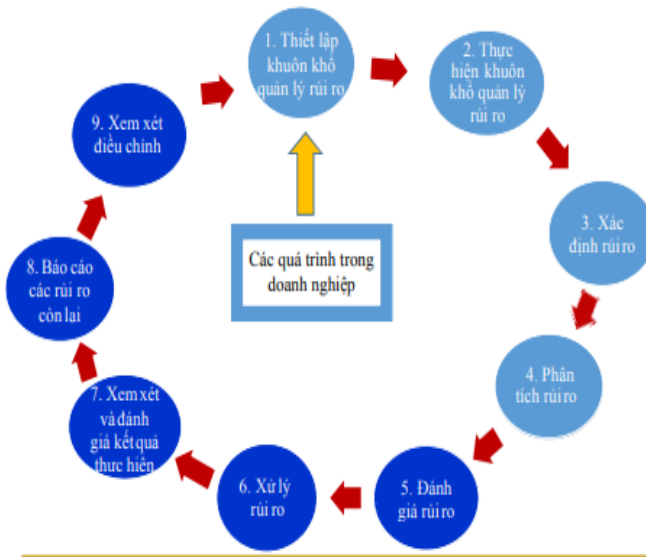 1. Thiết lập
khuôn khổ
quản lý rủi ro
2. Thực
hiện khuôn
khổ quản lý
rủi ro
3. Xác
định rủi ro
4. Phân
tích rủi ro
5. Đánh
giá rủi ro
6. Xử lý
rủi ro
7. Xem xét
và đánh
giá kết quả
thực hiện
8. Báo cáo
các rủi ro
còn lại
9. Xem xét
điều chỉnh
Các quá trình trong
doanh nghiệp